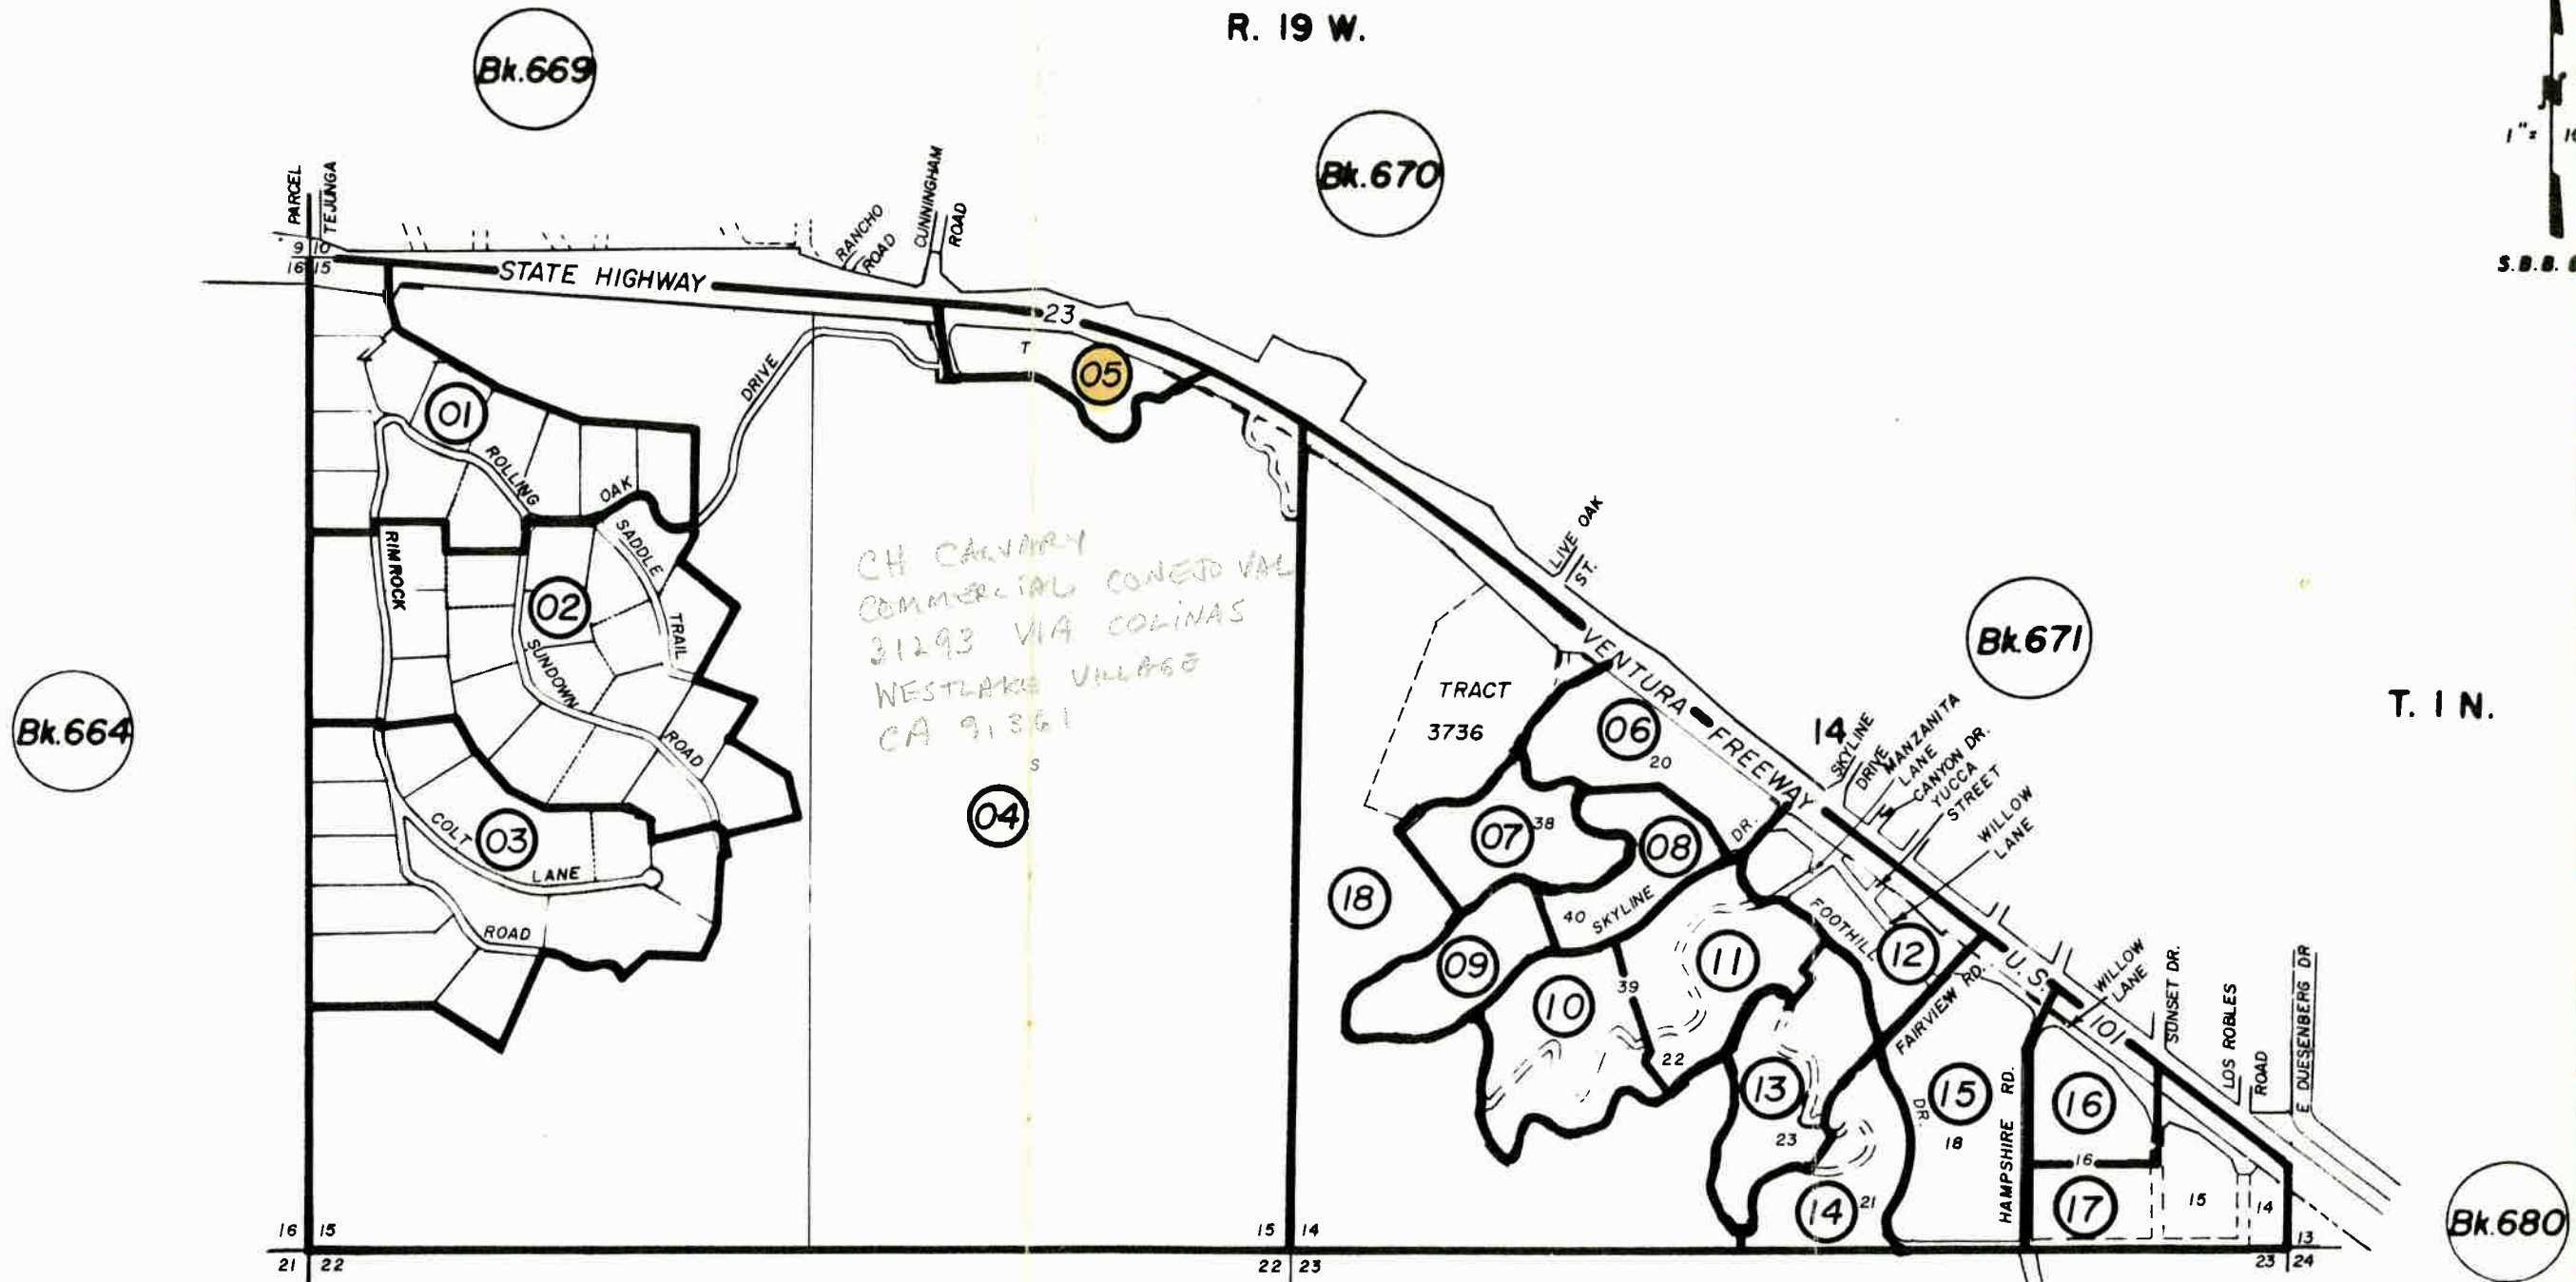 R. 19 W.
Bk.669
Bk.670
1"=
S.B.B.
PARCEL
TEJUNGA
9 10
16 15
RANCHO
ROAD
CUNNINGHAM
ROAD
STATE HIGHWAY
23
T
05
DRIVE
01
ROLLING
OAK
SADDLE
TRAIL
RIMROCK
02
SUNDOWN
ROAD
CH CALVARY
COMMERCIAL CONEJO VAL
31293 VIA COLINAS
WESTLAKE VILLAGE
CA 91361
S
04
LIVE OAK
ST.
Bk.671
T. 1 N.
Bk.664
TRACT
3736
VENTURA FREEWAY
06
20
14
SKYLINE
DRIVE
MANZANITA
LANE
CANYON DR.
YUCCA
STREET
WILLOW
LANE
COLT
03
LANE
ROAD
07
38
08
DR.
18
40
SKYLINE
FOOTHILL
12
09
10
39
11
22
FAIRVIEW RD.
U. S. 101
WILLOW
LANE
SUNSET DR.
LOS ROBLES
ROAD
E DUESENBERG DR
13
23
DR.
15
18
HAMPSHIRE RD.
16
16
17
15
14
14
21
Bk.680
16 15
21 22
15 14
22 23
13
23 24